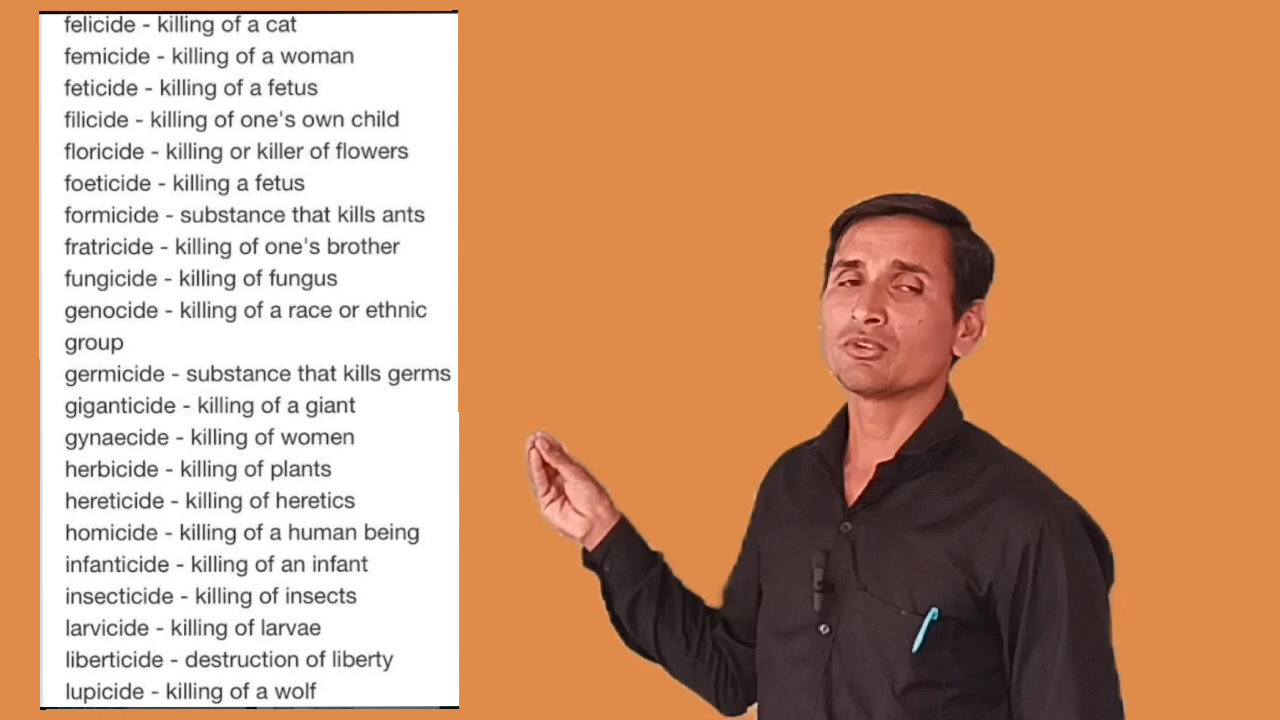 felicide - killing of a cat
femicide - killing of a woman
feticide - killing of a fetus
filicide - killing of one's own child
floricide - killing or killer of flowers
foeticide - killing a fetus
formicide - substance that kills ants
fratricide - killing of one's brother
fungicide - killing of fungus
genocide - killing of a race or ethnic
group
germicide - substance that kills germs
giganticide - killing of a giant
gynaecide - killing of women
herbicide - killing of plants
hereticide - killing of heretics
homicide - killing of a human being
infanticide - killing of an infant
insecticide - killing of insects
larvicide - killing of larvae
liberticide - destruction of liberty
lupicide - killing of a wolf